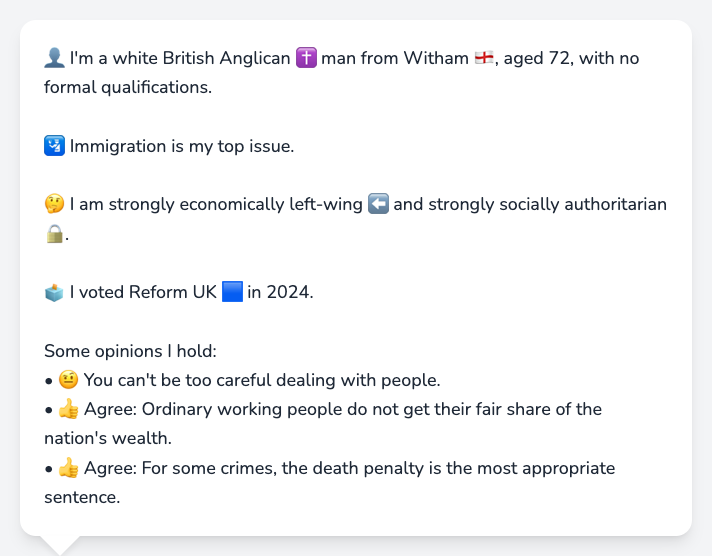 👤 I'm a white British Anglican ✝️ man from Witham 🏴󠁧󠁢󠁥󠁮󠁧󠁿, aged 72, with no
formal qualifications.
🛂 Immigration is my top issue.
🤔 I am strongly economically left-wing ⬅️ and strongly socially authoritarian
🔒.
🗳️ I voted Reform UK 🟦 in 2024.
Some opinions I hold:
• 🤨 You can't be too careful dealing with people.
• 👍 Agree: Ordinary working people do not get their fair share of the
nation's wealth.
• 👍 Agree: For some crimes, the death penalty is the most appropriate
sentence.